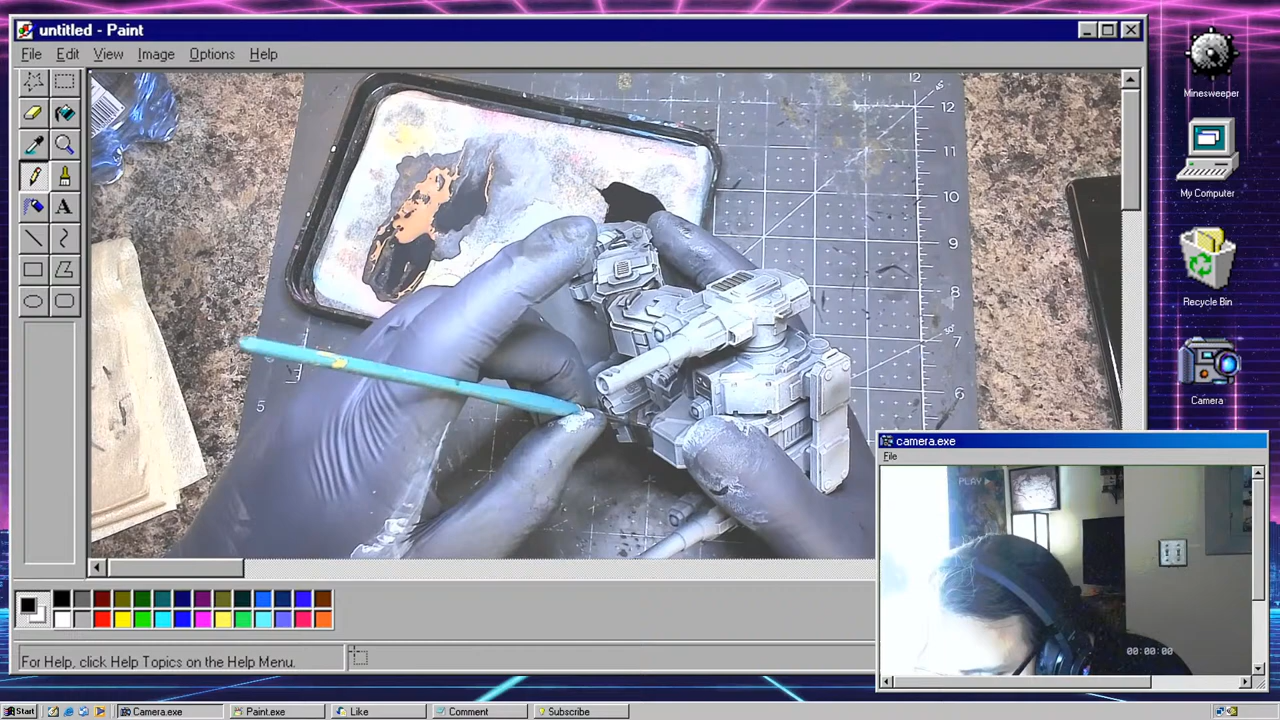 untitled - Paint
File Edit View Image Options Help
12
11
10
9
8
7
6
5
Minesweeper
My Computer
Recycle Bin
Camera
camera.exe
File
PLAY
00:00:00
For Help, click Help Topics on the Help Menu.
Start Camera.exe Paint.exe Like Comment Subscribe